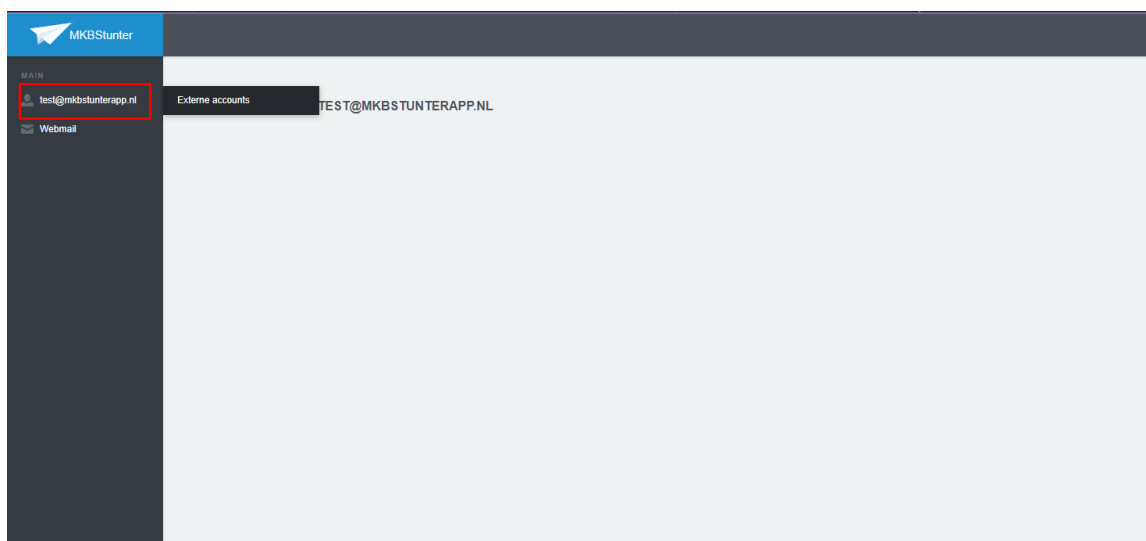 MKBStunter
MAIN
test@mkbstunterapp.nl
Externe accounts
TEST@MKBSTUNTERAPP.NL
Webmail